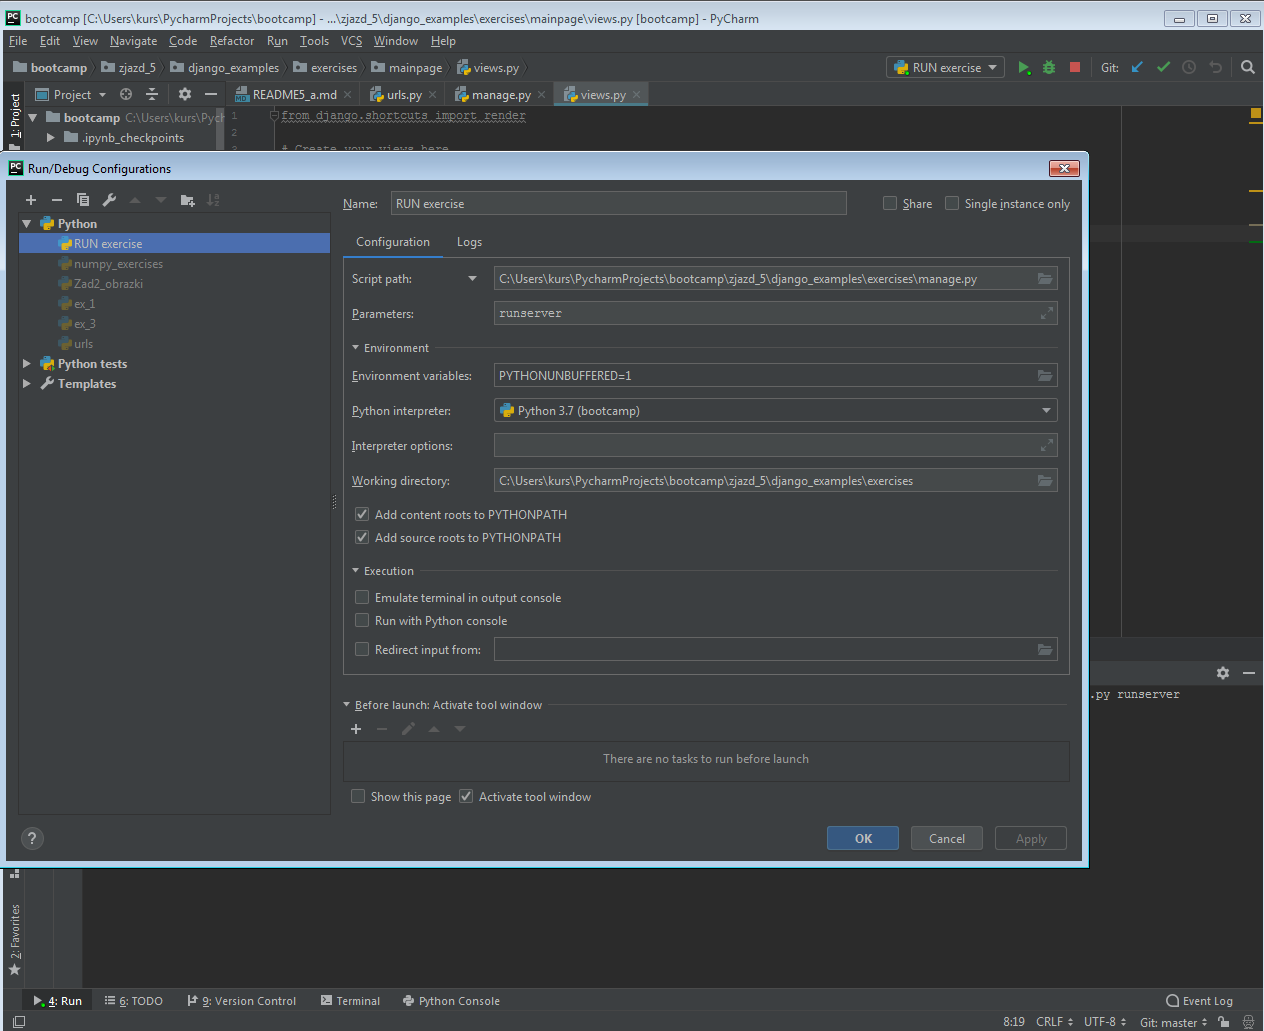 bootcamp [C:\Users\kurs\PycharmProjects\bootcamp] - ...\zjazd_5\django_examples\exercises\mainpage\views.py [bootcamp] - PyCharm
File Edit View Navigate Code Refactor Run Tools VCS Window Help
bootcamp zjazd_5 django_examples exercises mainpage views.py RUN exercise Git:
1: Project
Project README5_a.md urls.py manage.py views.py
bootcamp C:\Users\kurs\Pych
.ipynb_checkpoints
1 from django.shortcuts import render
2
3 # Create your views here
Run/Debug Configurations
Python
RUN exercise
numpy_exercises
Zad2_obrazki
ex_1
ex_3
urls
Python tests
Templates
Name: RUN exercise Share Single instance only
Configuration Logs
Script path: C:\Users\kurs\PycharmProjects\bootcamp\zjazd_5\django_examples\exercises\manage.py
Parameters: runserver
Environment
Environment variables: PYTHONUNBUFFERED=1
Python interpreter: Python 3.7 (bootcamp)
Interpreter options:
Working directory: C:\Users\kurs\PycharmProjects\bootcamp\zjazd_5\django_examples\exercises
Add content roots to PYTHONPATH
Add source roots to PYTHONPATH
Execution
Emulate terminal in output console
Run with Python console
Redirect input from:
Before launch: Activate tool window
There are no tasks to run before launch
Show this page Activate tool window
? OK Cancel Apply
.py runserver
2: Favorites
4: Run 6: TODO 9: Version Control Terminal Python Console Event Log
8:19 CRLF UTF-8 Git: master